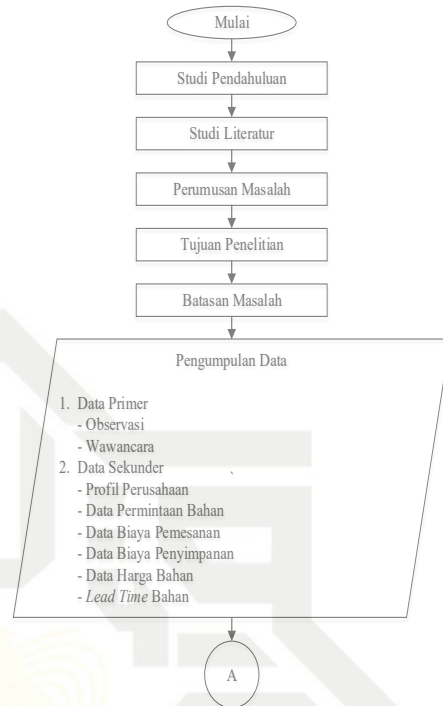 Mulai
Studi Pendahuluan
Studi Literatur
Perumusan Masalah
Tujuan Penelitian
Batasan Masalah
Pengumpulan Data
1. Data Primer
- Observasi
- Wawancara
2. Data Sekunder
- Profil Perusahaan
- Data Permintaan Bahan
- Data Biaya Pemesanan
- Data Biaya Penyimpanan
- Data Harga Bahan
- Lead Time Bahan
A